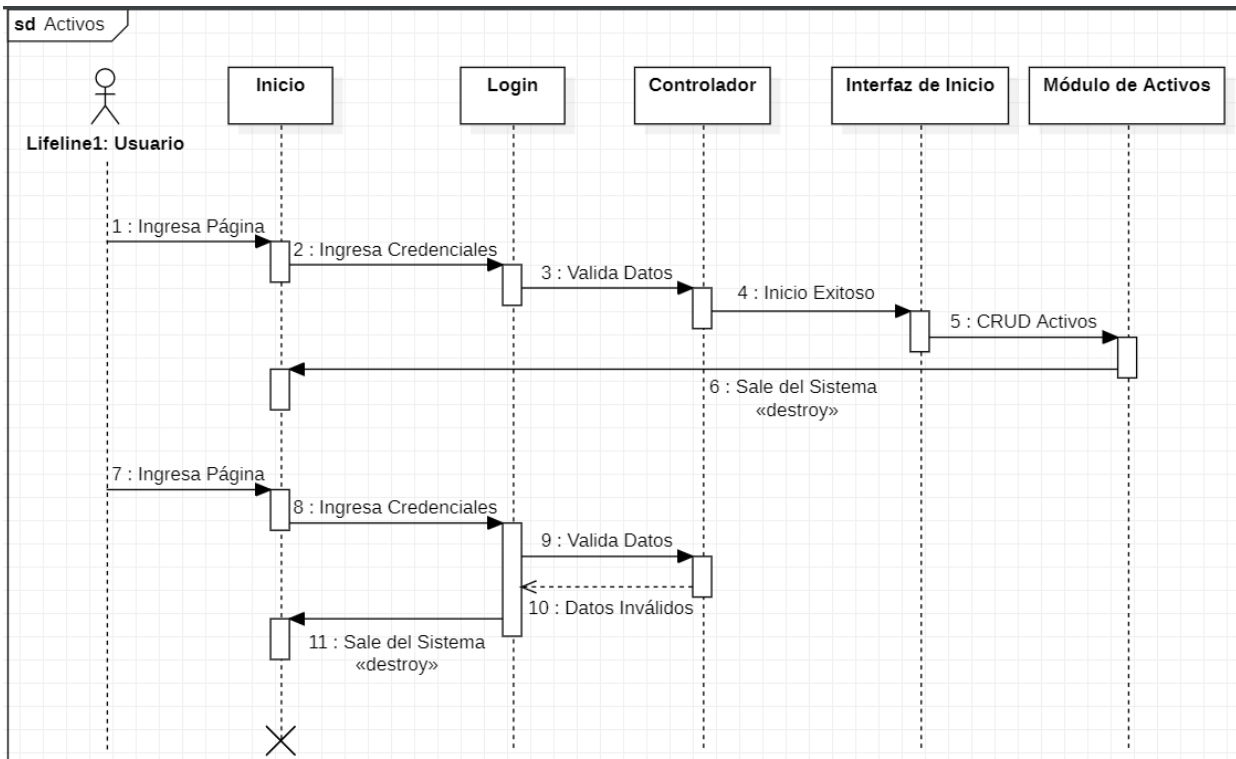 sd Activos
Inicio
Login
Controlador
Interfaz de Inicio
Módulo de Activos
Lifeline1: Usuario
1 : Ingresa Página
2 : Ingresa Credenciales
3 : Valida Datos
4 : Inicio Exitoso
5 : CRUD Activos
6 : Sale del Sistema
«destroy»
7 : Ingresa Página
8 : Ingresa Credenciales
9 : Valida Datos
10 : Datos Inválidos
11 : Sale del Sistema
«destroy»